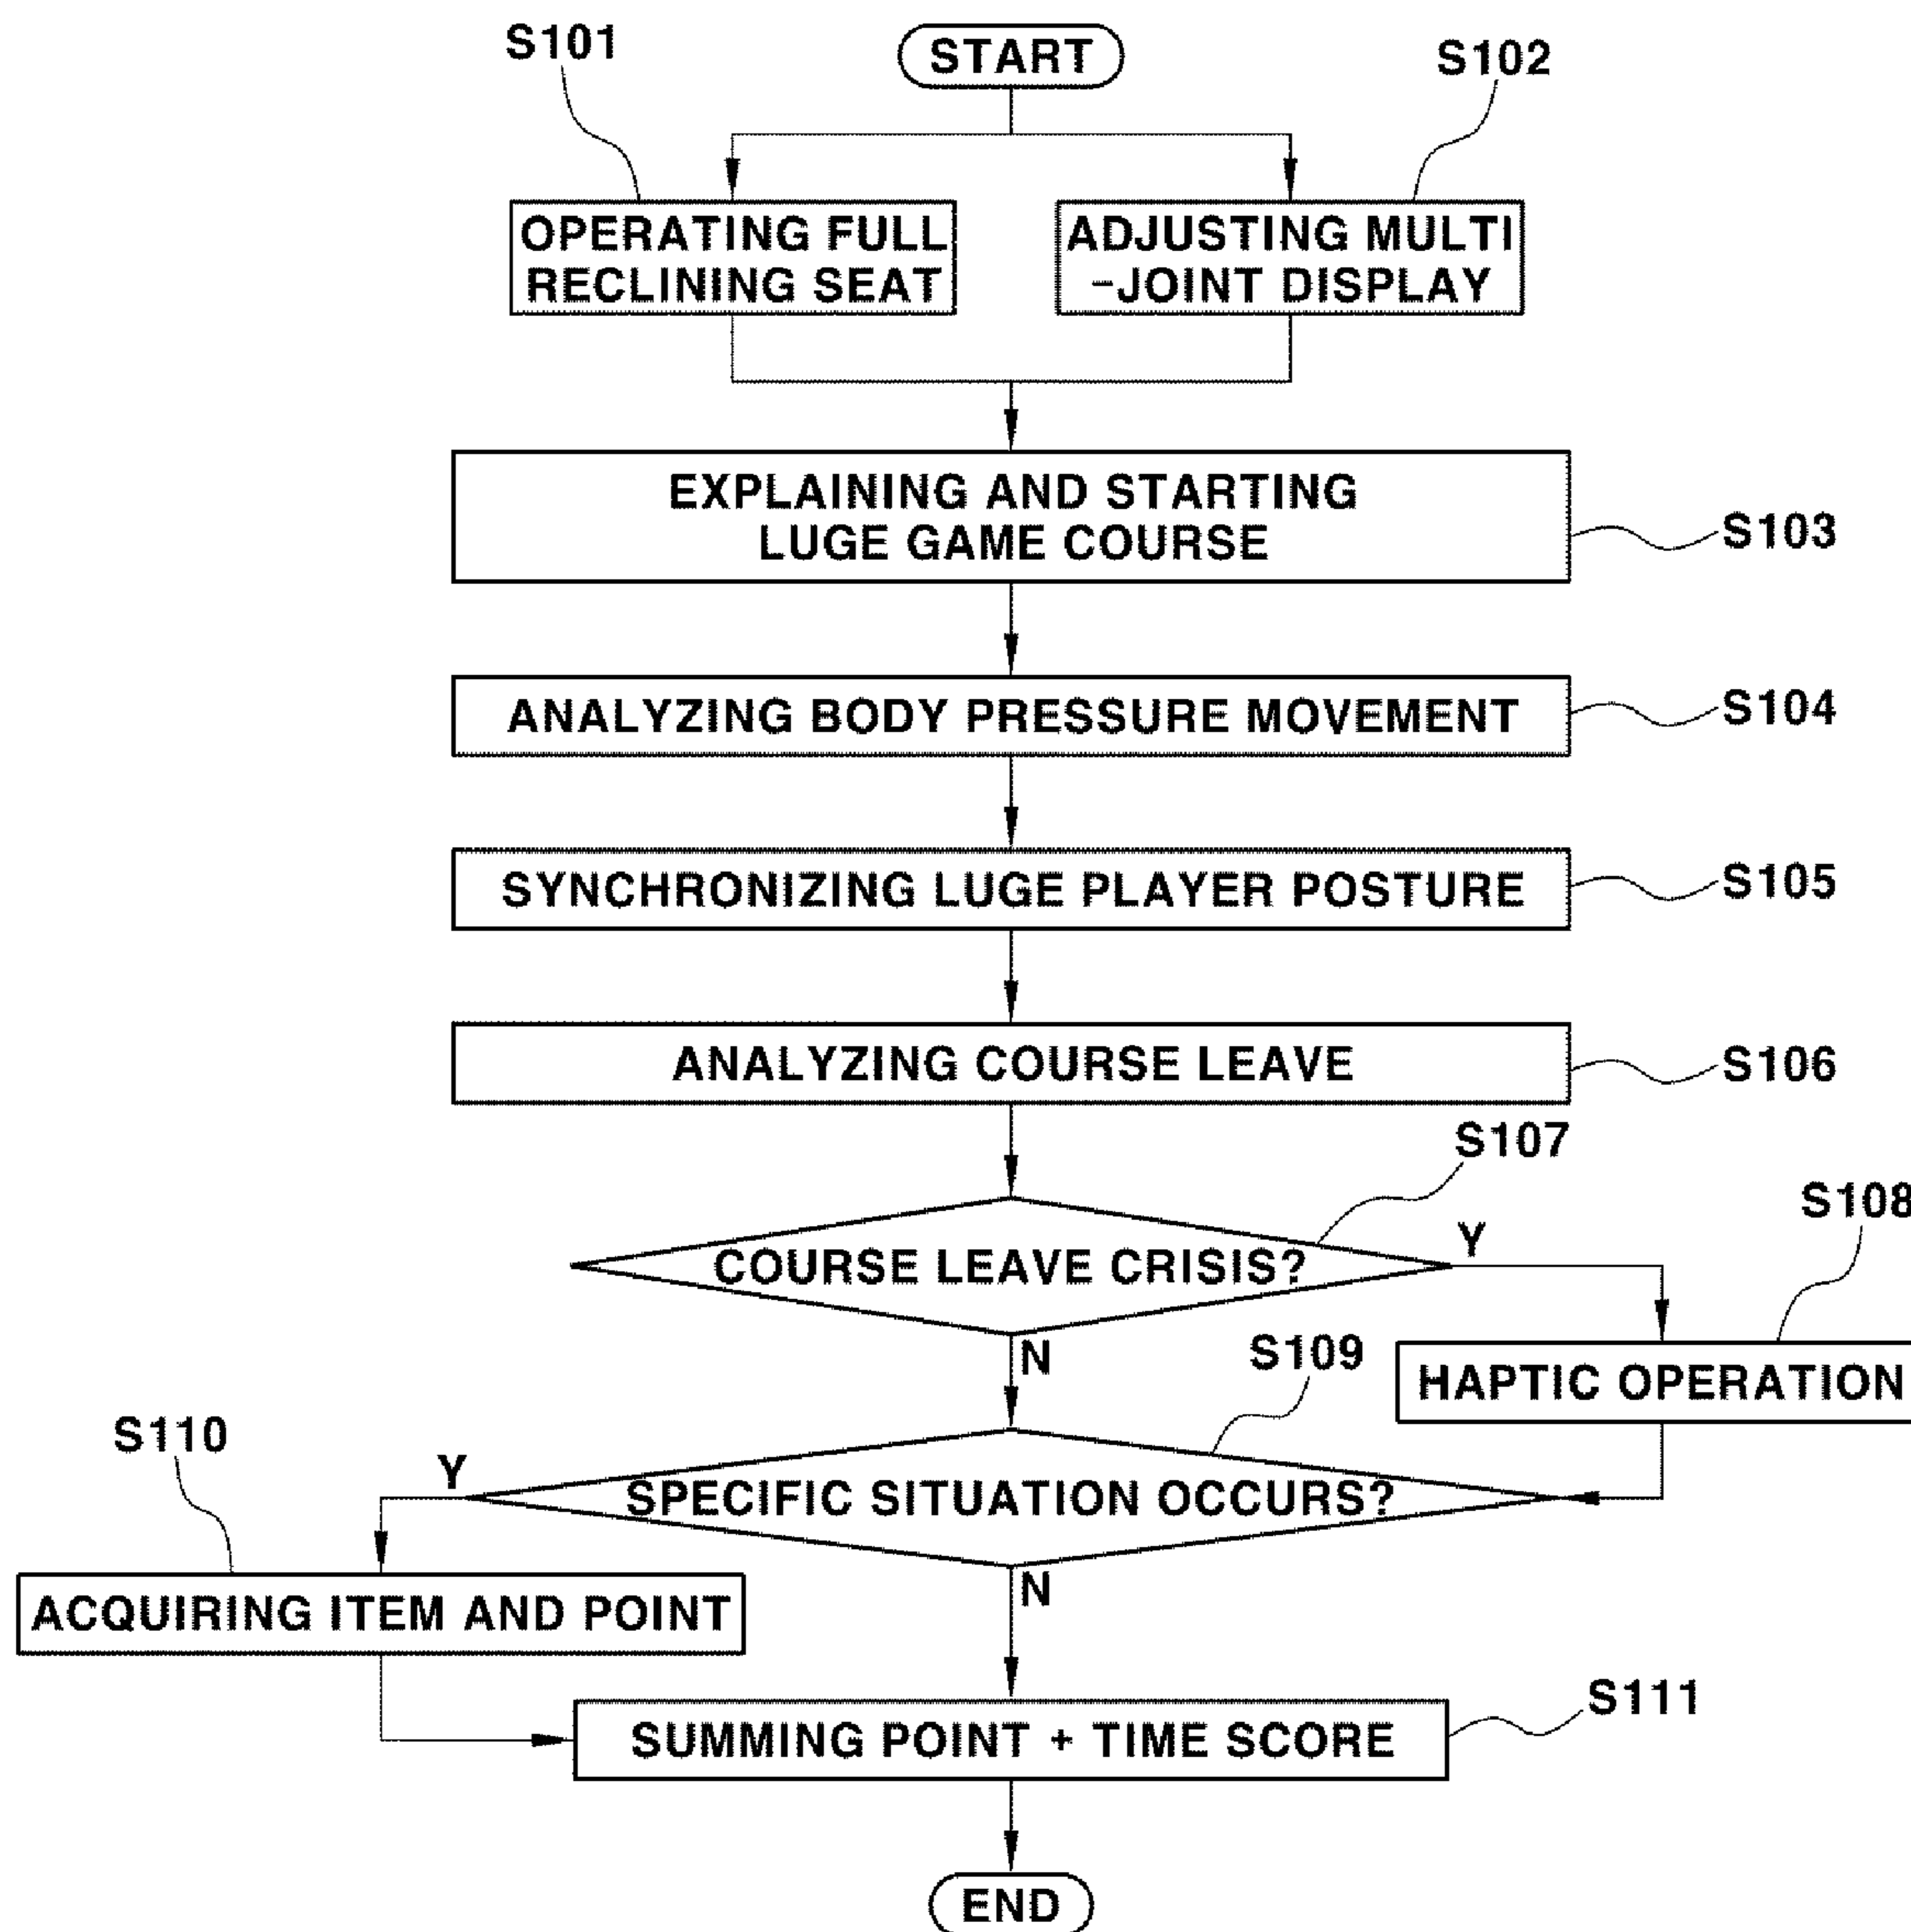 S101
START
S102
OPERATING FULL
RECLINING SEAT
ADJUSTING MULTI
-JOINT DISPLAY
EXPLAINING AND STARTING
LUGE GAME COURSE
S103
ANALYZING BODY PRESSURE MOVEMENT
S104
SYNCHRONIZING LUGE PLAYER POSTURE
S105
ANALYZING COURSE LEAVE
S106
S107
COURSE LEAVE CRISIS?
Y
S108
N
HAPTIC OPERATION
S109
S110
Y
SPECIFIC SITUATION OCCURS?
N
ACQUIRING ITEM AND POINT
SUMMING POINT + TIME SCORE
S111
END